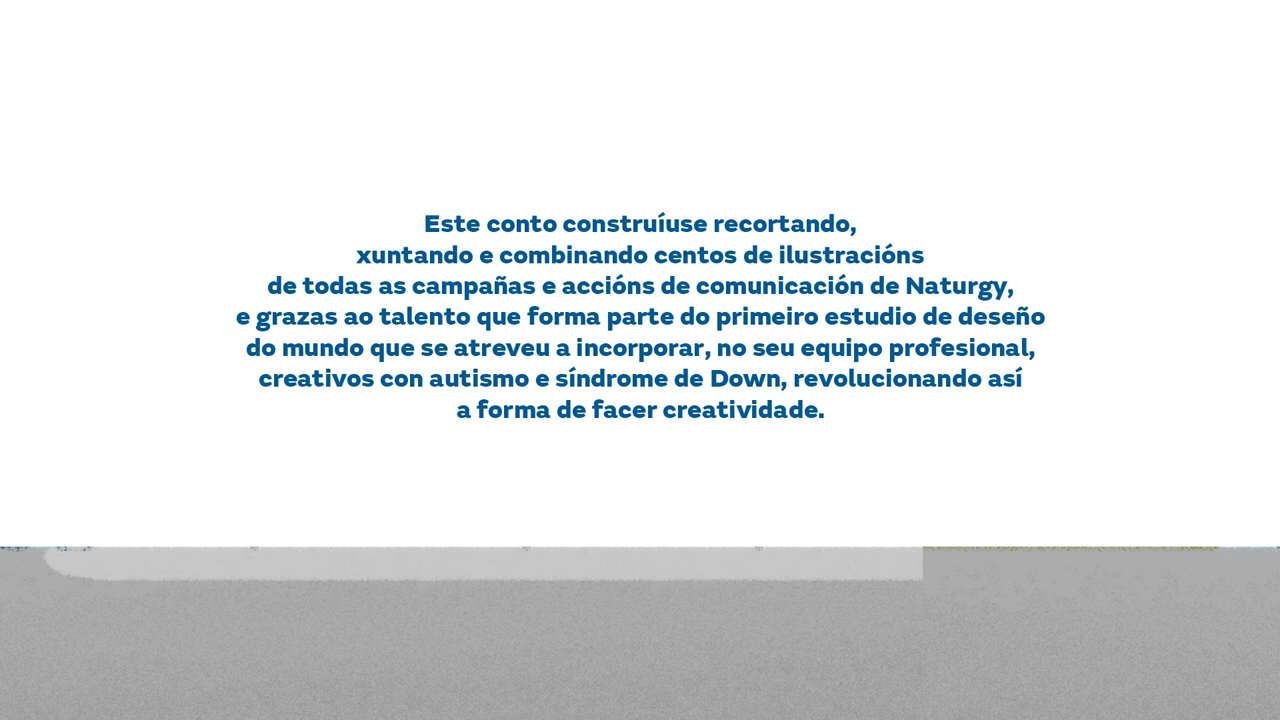 Este conto construíuse recortando,
xuntando e combinando centos de ilustracións
de todas as campañas e accións de comunicación de Naturgy,
e grazas ao talento que forma parte do primeiro estudio de deseño
do mundo que se atreveu a incorporar, no seu equipo profesional,
creativos con autismo e síndrome de Down, revolucionando así
a forma de facer creatividade.